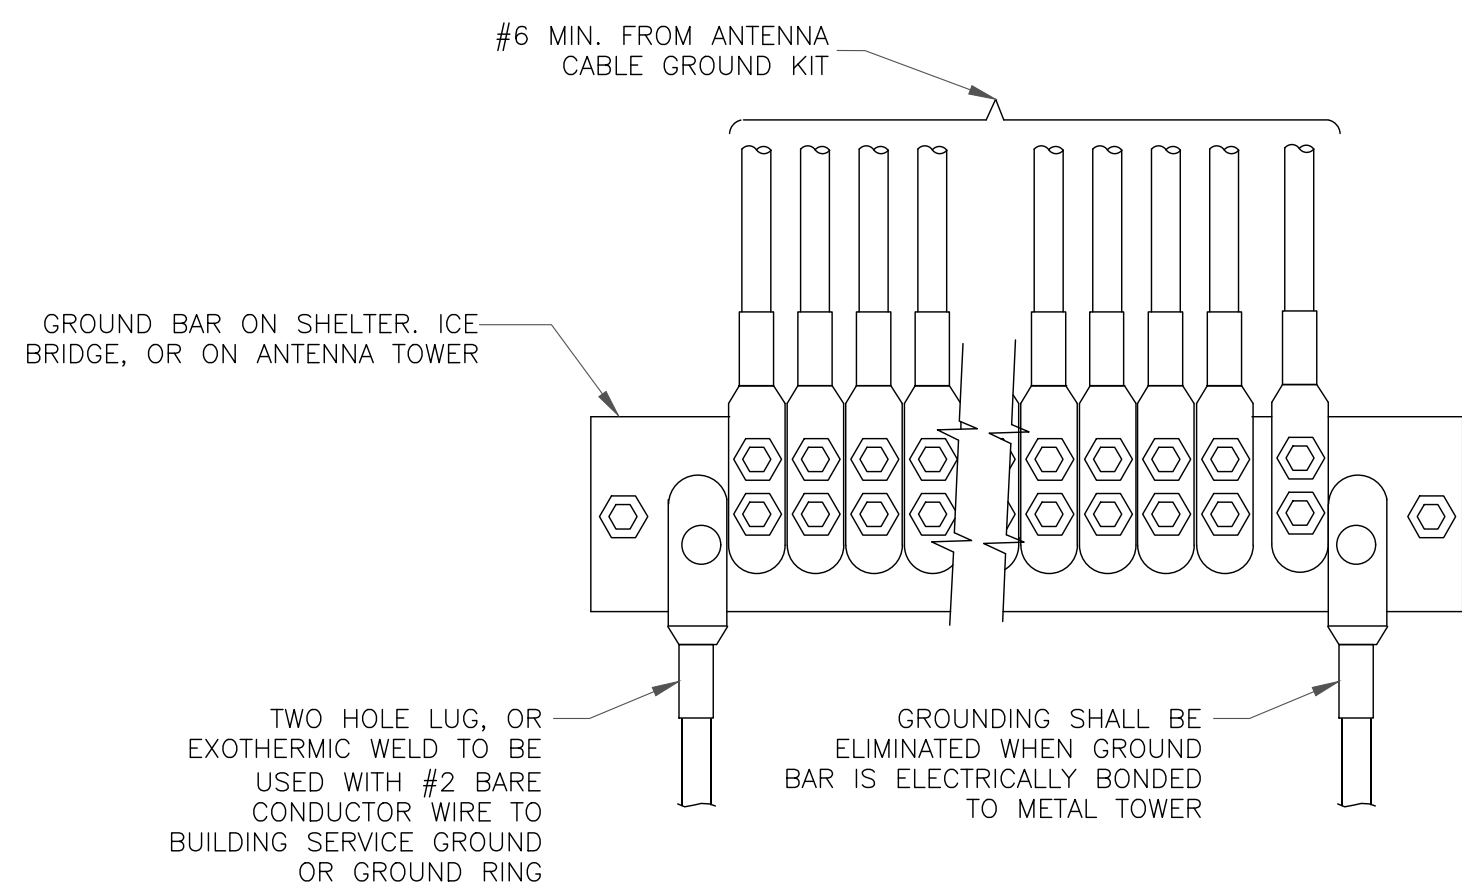 #6 MIN. FROM ANTENNA
CABLE GROUND KIT
GROUND BAR ON SHELTER. ICE
BRIDGE, OR ON ANTENNA TOWER
TWO HOLE LUG, OR
EXOTHERMIC WELD TO BE
USED WITH #2 BARE
CONDUCTOR WIRE TO
BUILDING SERVICE GROUND
OR GROUND RING
GROUNDING SHALL BE
ELIMINATED WHEN GROUND
BAR IS ELECTRICALLY BONDED
TO METAL TOWER